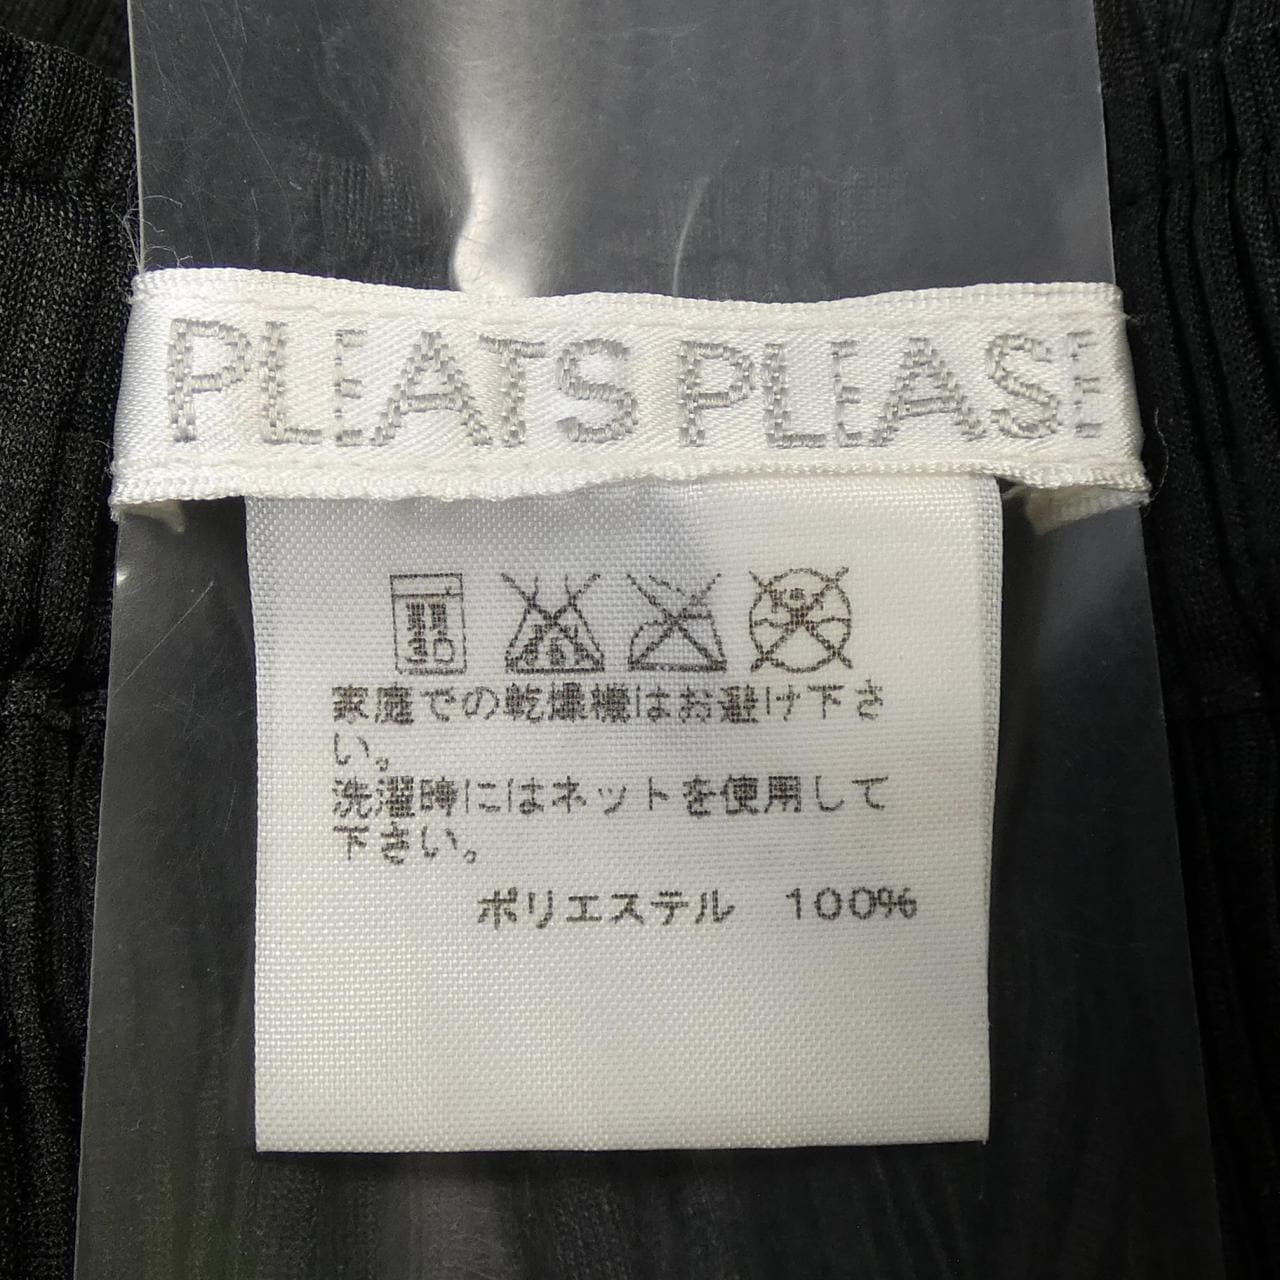 PLEATS PLEASE
弱
30
家庭での乾燥機はお避け下さ
い。
洗濯時にはネットを使用して
下さい。
ポリエステル 100%